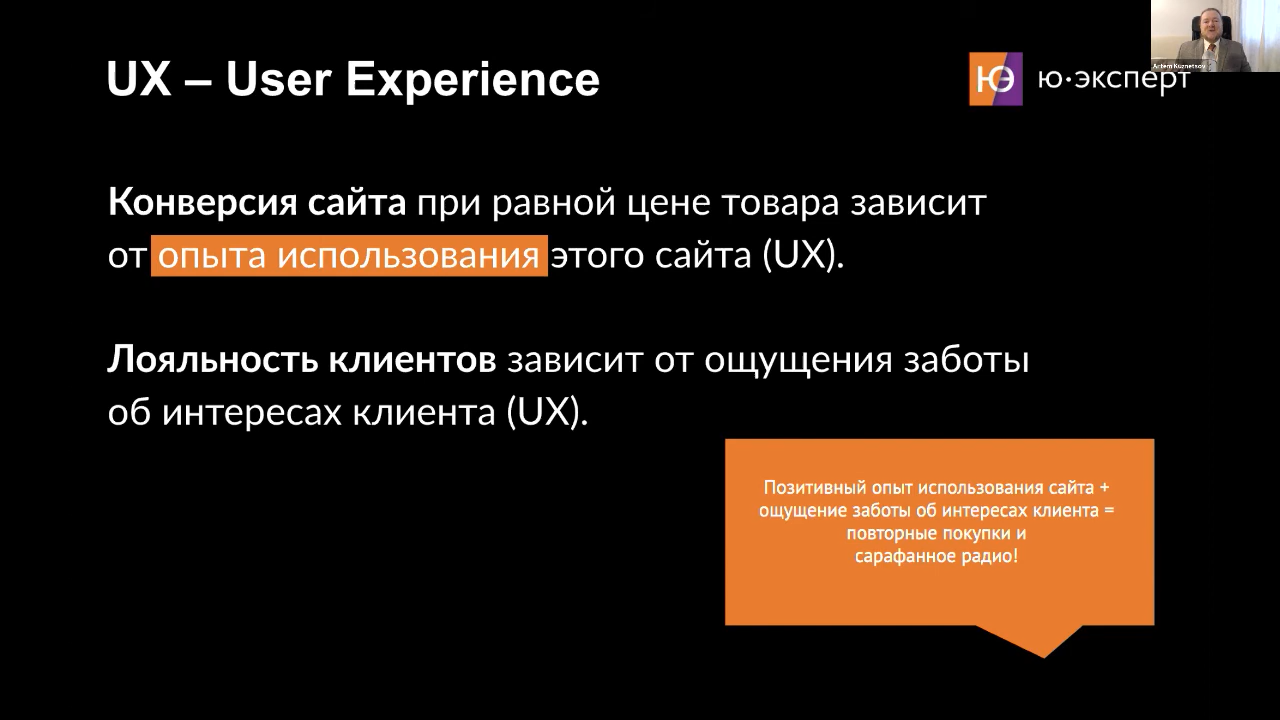 UX – User Experience
ЮЭ ю·эксперт
Artem Kuznetsov
Конверсия сайта при равной цене товара зависит
от опыта использования этого сайта (UX).
Лояльность клиентов зависит от ощущения заботы
об интересах клиента (UX).
Позитивный опыт использования сайта +
ощущение заботы об интересах клиента =
повторные покупки и
сарафанное радио!